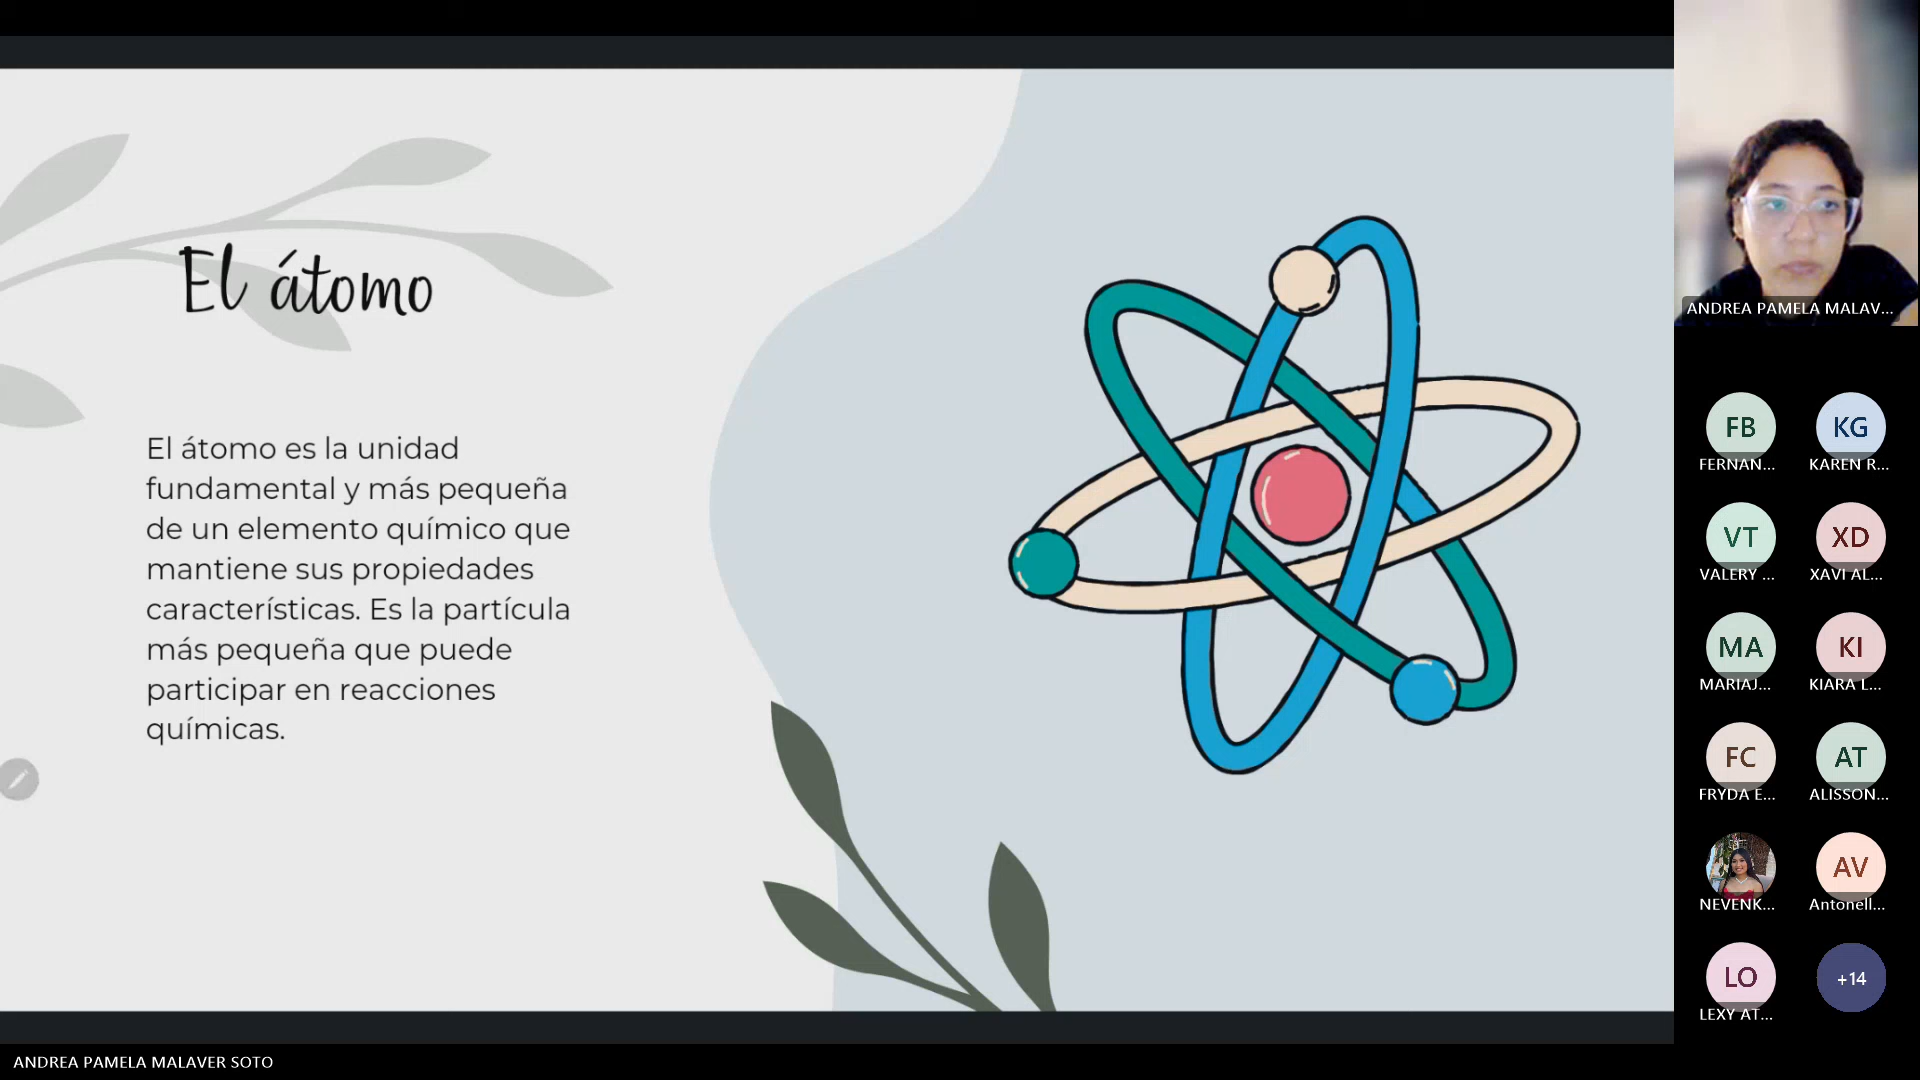 El átomo
El átomo es la unidad
fundamental y más pequeña
de un elemento químico que
mantiene sus propiedades
características. Es la partícula
más pequeña que puede
participar en reacciones
químicas.
ANDREA PAMELA MALAV...
FB
FERNAN...
KG
KAREN R...
VT
VALERY ...
XD
XAVI AL...
MA
MARIAJ...
KI
KIARA L...
FC
FRYDA E...
AT
ALISSON...
NEVENK...
AV
Antonell...
LO
LEXY AT...
+14
ANDREA PAMELA MALAVER SOTO